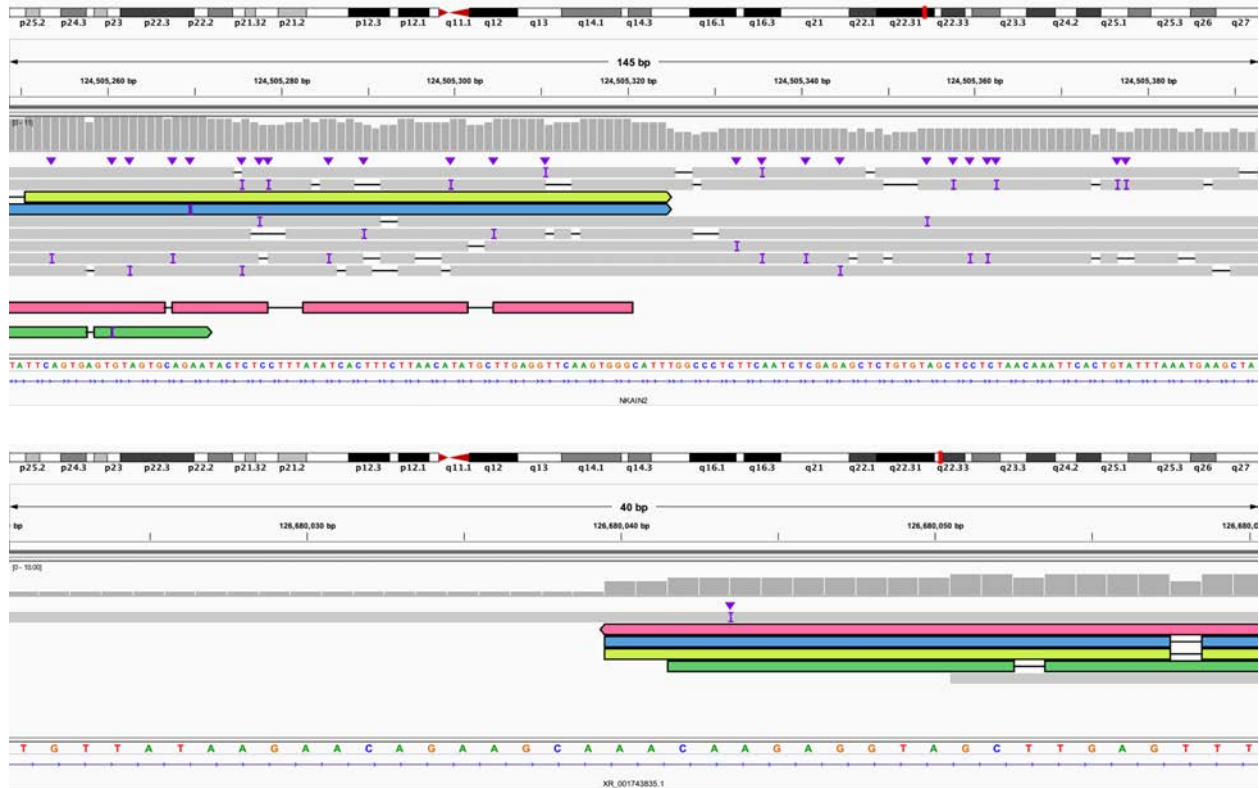 p25.2 p24.3 p23 p22.3 p22.2 p21.32 p21.2 p12.3 p12.1 q11.1 q12 q13 q14.1 q14.3 q16.1 q16.3 q21 q22.1 q22.31 q22.33 q23.3 q24.2 q25.1 q25.3 q26 q27
145 bp
124,505,260 bp 124,505,280 bp 124,505,300 bp 124,505,320 bp 124,505,340 bp 124,505,360 bp 124,505,380 bp
[0 - 11]
TATTCAGTGAGTGTAGTGCAGAATACTCTCCTTTATATCACTTTCTTAACATATGCTTGAGGTTCAAGTGGGCATTTGGCCCTCTTCAATCTCGAGAGCTCTGTGTAGCTCCTCTAACAAATTCACTGTATTTAAATGAAGCTA
NKAIN2
p25.2 p24.3 p23 p22.3 p22.2 p21.32 p21.2 p12.3 p12.1 q11.1 q12 q13 q14.1 q14.3 q16.1 q16.3 q21 q22.1 q22.31 q22.33 q23.3 q24.2 q25.1 q25.3 q26 q27
40 bp
bp 126,680,030 bp 126,680,040 bp 126,680,050 bp 126,680,0
[0 - 10.00]
T G T T A T A A G A A C A G A A G C A A A C A A G A G G T A G C T T G A G T T T
XR_001743835.1